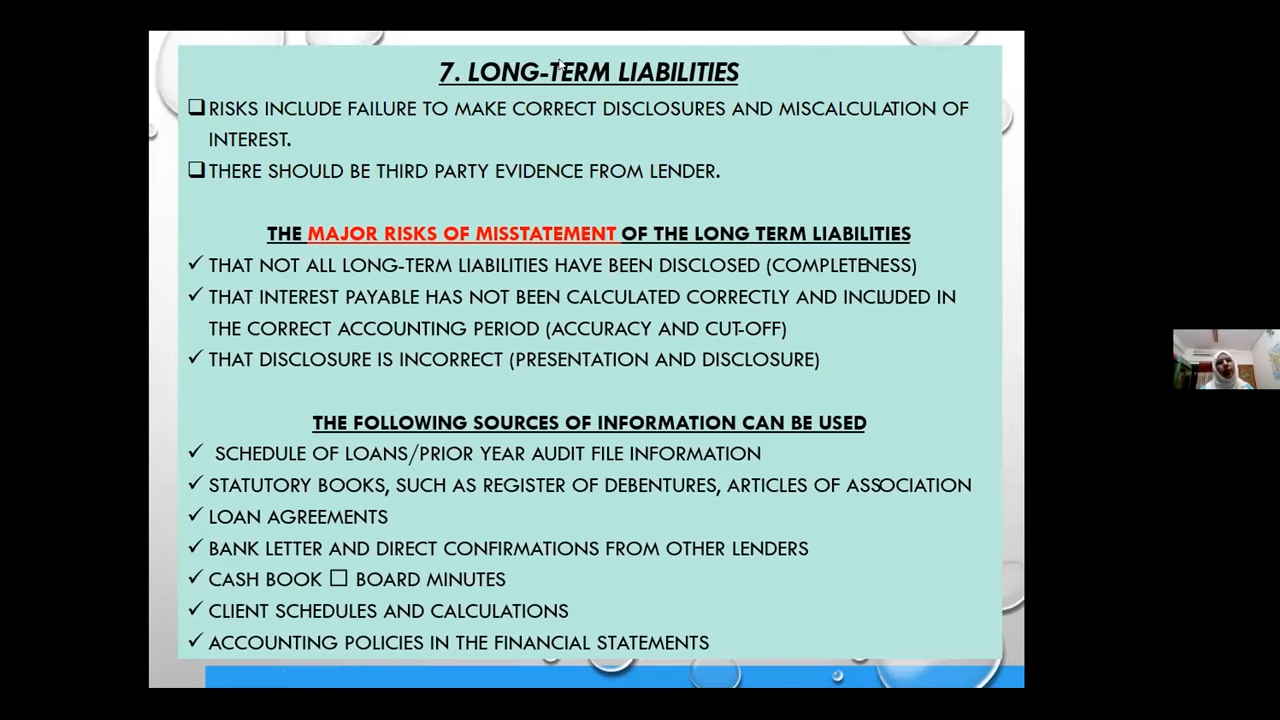 7. LONG-TERM LIABILITIES
❑RISKS INCLUDE FAILURE TO MAKE CORRECT DISCLOSURES AND MISCALCULATION OF
INTEREST.
❑THERE SHOULD BE THIRD PARTY EVIDENCE FROM LENDER.
THE MAJOR RISKS OF MISSTATEMENT OF THE LONG TERM LIABILITIES
✓ THAT NOT ALL LONG-TERM LIABILITIES HAVE BEEN DISCLOSED (COMPLETENESS)
✓ THAT INTEREST PAYABLE HAS NOT BEEN CALCULATED CORRECTLY AND INCLUDED IN
THE CORRECT ACCOUNTING PERIOD (ACCURACY AND CUT-OFF)
✓ THAT DISCLOSURE IS INCORRECT (PRESENTATION AND DISCLOSURE)
THE FOLLOWING SOURCES OF INFORMATION CAN BE USED
✓ SCHEDULE OF LOANS/PRIOR YEAR AUDIT FILE INFORMATION
✓ STATUTORY BOOKS, SUCH AS REGISTER OF DEBENTURES, ARTICLES OF ASSOCIATION
✓ LOAN AGREEMENTS
✓ BANK LETTER AND DIRECT CONFIRMATIONS FROM OTHER LENDERS
✓ CASH BOOK ☐ BOARD MINUTES
✓ CLIENT SCHEDULES AND CALCULATIONS
✓ ACCOUNTING POLICIES IN THE FINANCIAL STATEMENTS